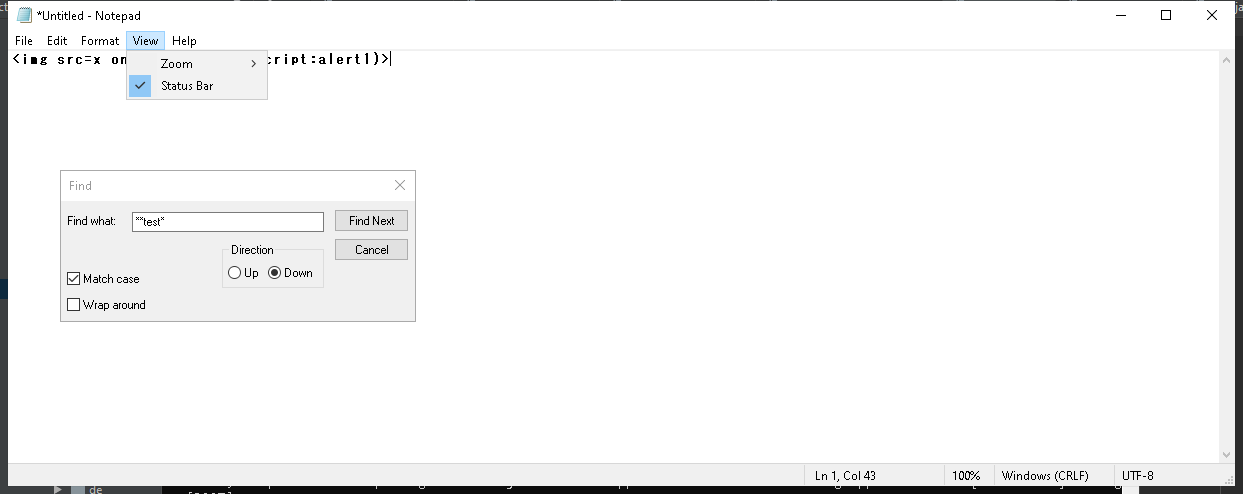 *Untitled - Notepad
File Edit Format View Help
<img src=x on cript:alert1)>
Zoom
Status Bar
Find
Find what: **test* Find Next
Direction Cancel
Up Down
Match case
Wrap around
Ln 1, Col 43 100% Windows (CRLF) UTF-8
de